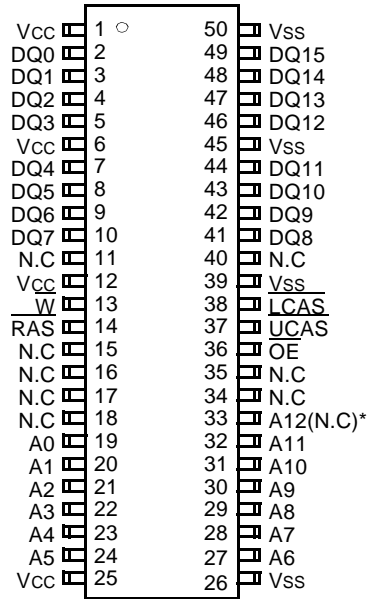 Vcc 1 50 Vss
DQ0 2 49 DQ15
DQ1 3 48 DQ14
DQ2 4 47 DQ13
DQ3 5 46 DQ12
Vcc 6 45 Vss
DQ4 7 44 DQ11
DQ5 8 43 DQ10
DQ6 9 42 DQ9
DQ7 10 41 DQ8
N.C 11 40 N.C
Vcc 12 39 Vss
W 13 38 LCAS
RAS 14 37 UCAS
N.C 15 36 OE
N.C 16 35 N.C
N.C 17 34 N.C
N.C 18 33 A12(N.C)*
A0 19 32 A11
A1 20 31 A10
A2 21 30 A9
A3 22 29 A8
A4 23 28 A7
A5 24 27 A6
Vcc 25 26 Vss